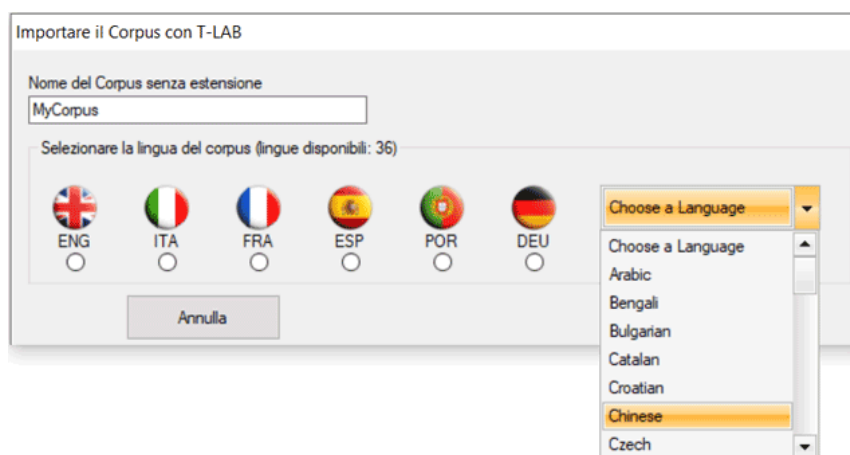 Importare il Corpus con T-LAB
Nome del Corpus senza estensione
MyCorpus
Selezionare la lingua del corpus (lingue disponibili: 36)
ENG ITA FRA ESP POR DEU
Choose a Language
Choose a Language
Arabic
Bengali
Bulgarian
Catalan
Croatian
Chinese
Czech
Annulla